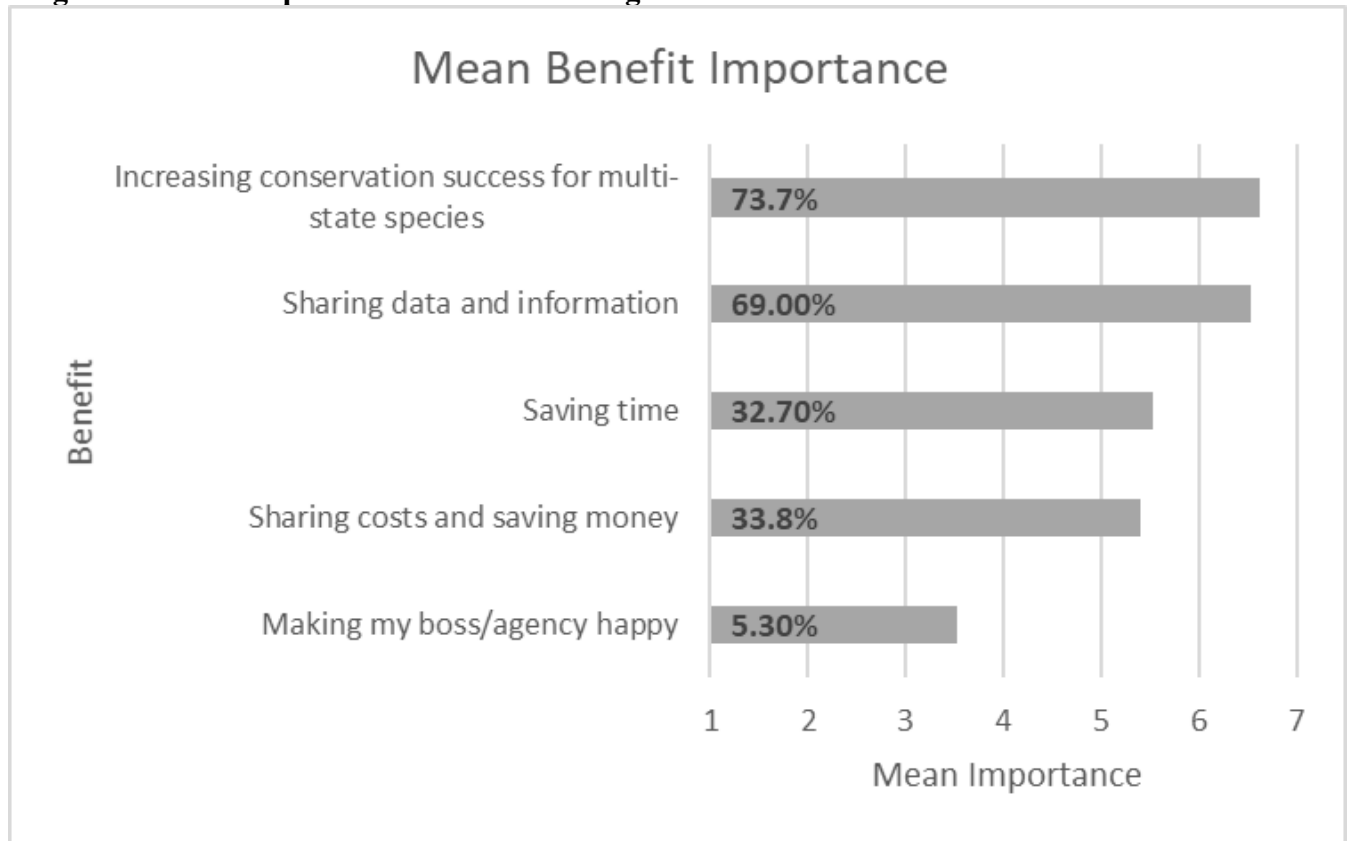 Mean Benefit Importance
Increasing conservation success for multi-
state species
73.7%
Sharing data and information
69.00%
Saving time
32.70%
Sharing costs and saving money
33.8%
Making my boss/agency happy
5.30%
Benefit
1 2 3 4 5 6 7
Mean Importance